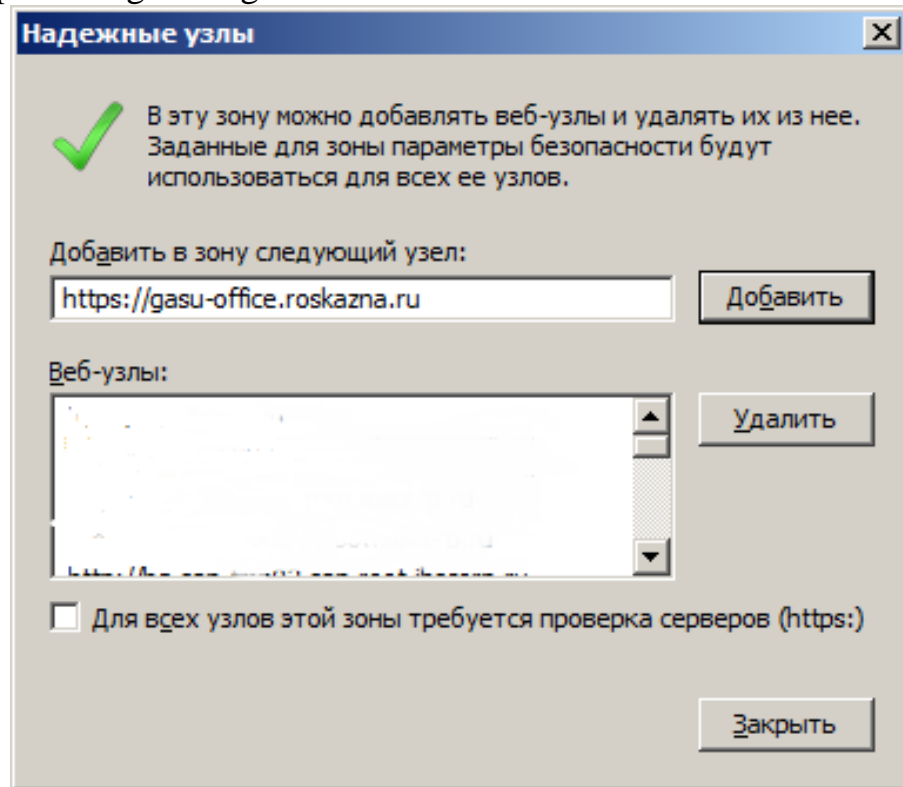 Надежные узлы
В эту зону можно добавлять веб-узлы и удалять их из нее.
Заданные для зоны параметры безопасности будут
использоваться для всех ее узлов.
Добавить в зону следующий узел:
https://gasu-office.roskazna.ru
Добавить
Веб-узлы:
Удалить
Для всех узлов этой зоны требуется проверка серверов (https:)
Закрыть